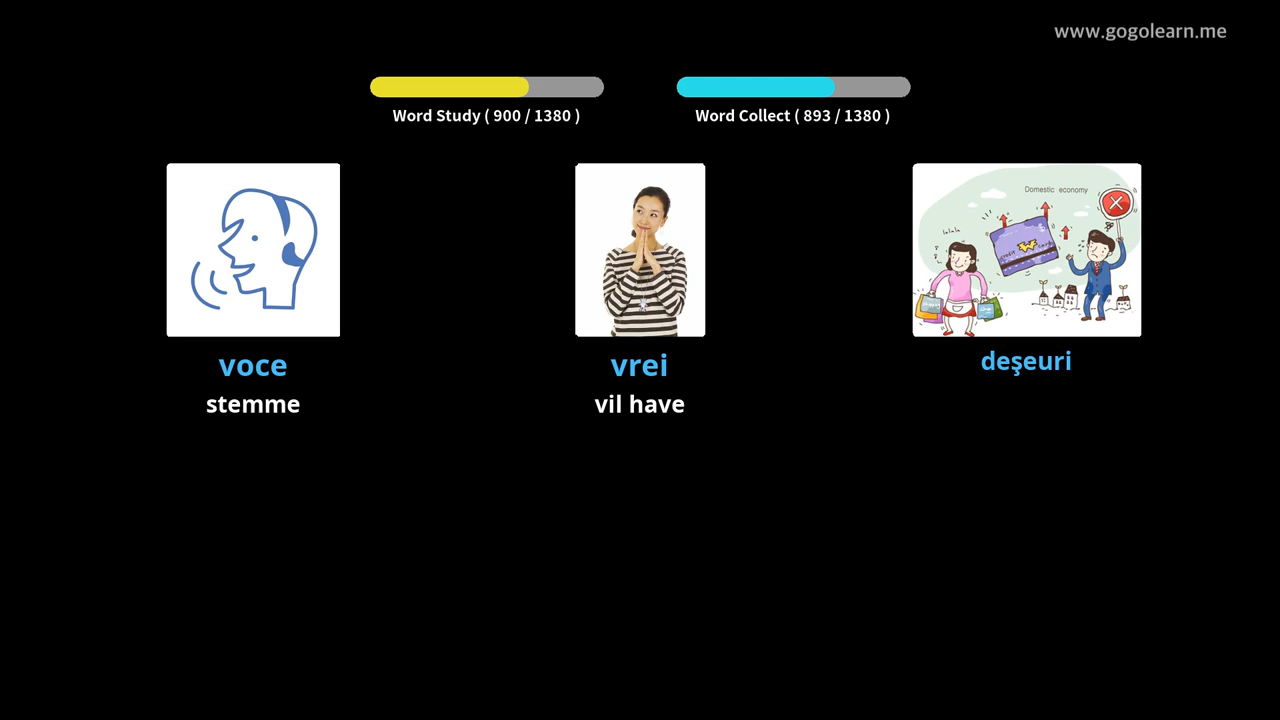 www.gogolearn.me
Word Study ( 900 / 1380 )
Word Collect ( 893 / 1380 )
Domestic economy
lalala
voce
vrei
deşeuri
stemme
vil have